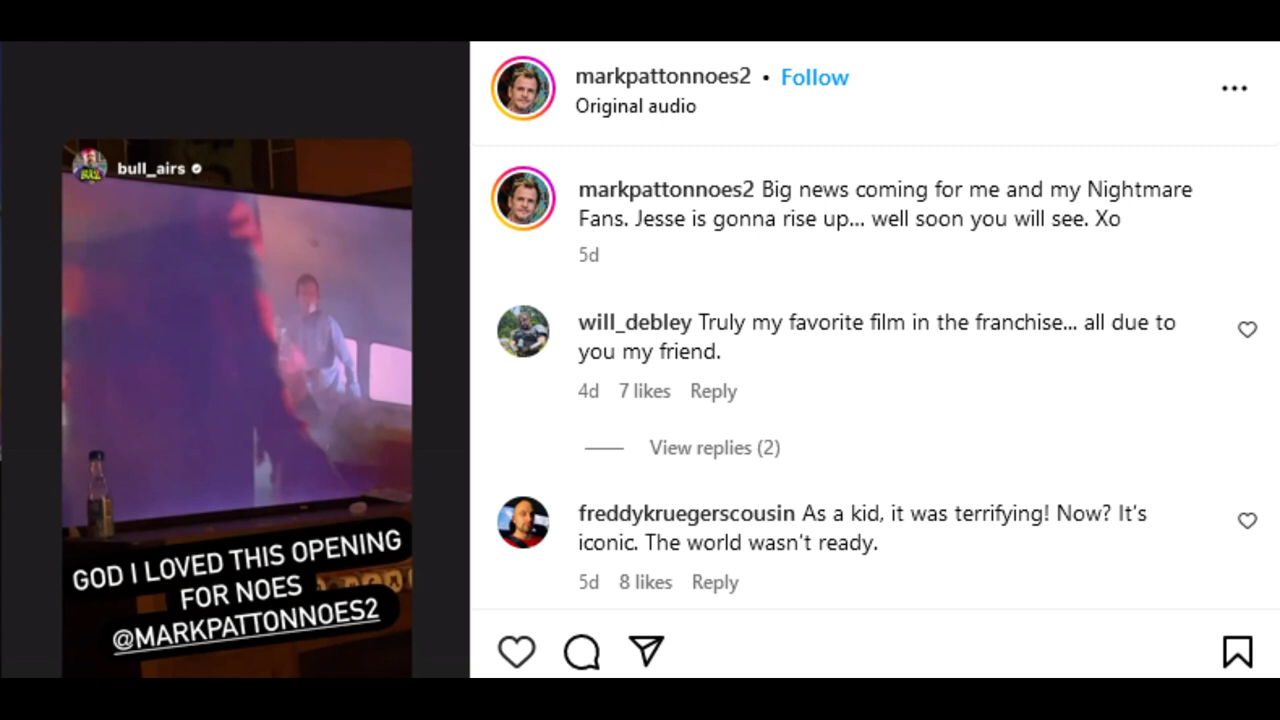 bull_airs
GOD I LOVED THIS OPENING
FOR NOES
@MARKPATTONNOES2
markpattonnoes2 • Follow
Original audio
markpattonnoes2 Big news coming for me and my Nightmare
Fans. Jesse is gonna rise up... well soon you will see. Xo
5d
will_debley Truly my favorite film in the franchise... all due to
you my friend.
4d 7 likes Reply
View replies (2)
freddykruegerscousin As a kid, it was terrifying! Now? It's
iconic. The world wasn't ready.
5d 8 likes Reply